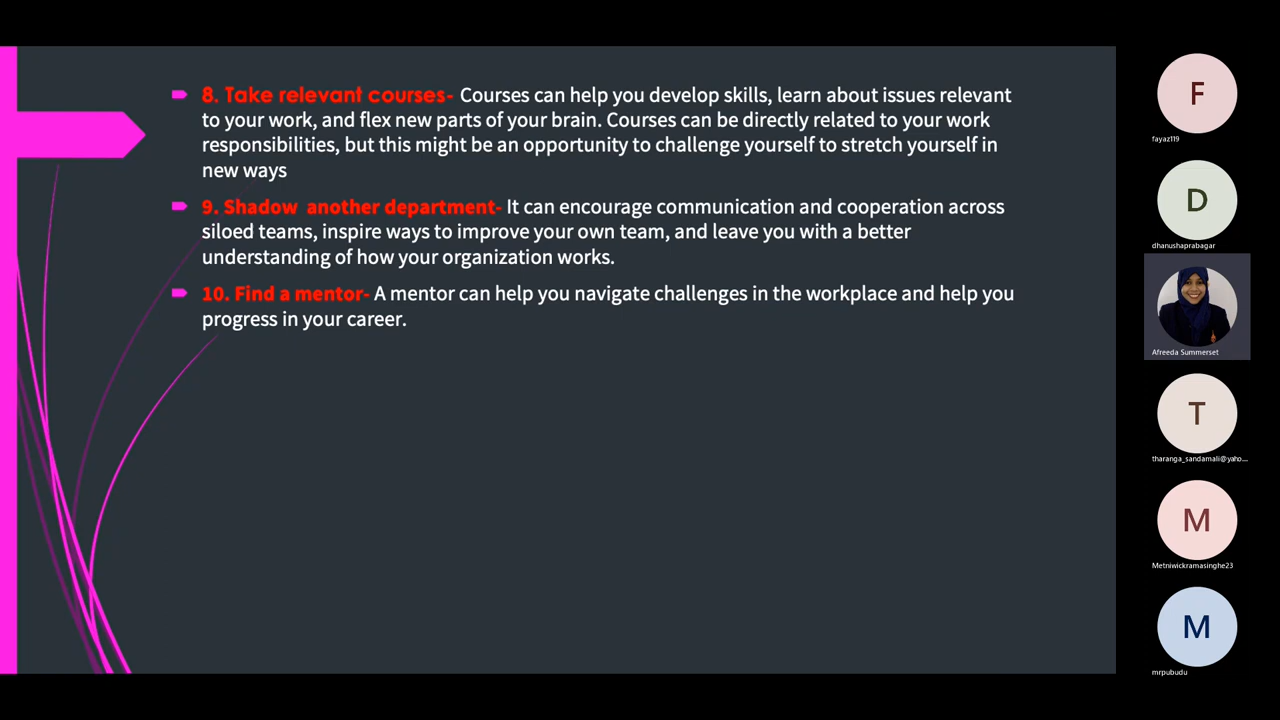 8. Take relevant courses- Courses can help you develop skills, learn about issues relevant
to your work, and flex new parts of your brain. Courses can be directly related to your work
responsibilities, but this might be an opportunity to challenge yourself to stretch yourself in
new ways
9. Shadow another department- It can encourage communication and cooperation across
siloed teams, inspire ways to improve your own team, and leave you with a better
understanding of how your organization works.
10. Find a mentor- A mentor can help you navigate challenges in the workplace and help you
progress in your career.
F
fayaz119
D
dhanushaprabagar
Afreeda Summerset
T
tharanga_sandamali@yaho...
M
Metniwickramasinghe23
M
mrpubudu